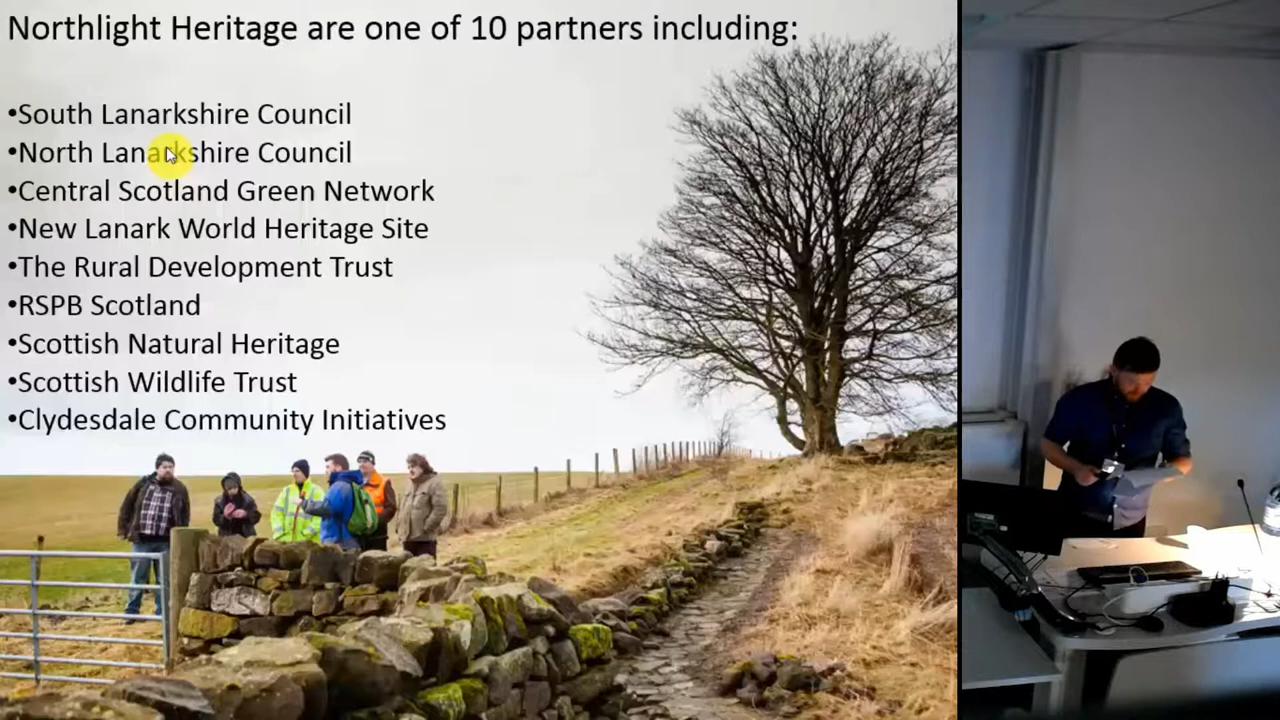 Northlight Heritage are one of 10 partners including:
•South Lanarkshire Council
•North Lanarkshire Council
•Central Scotland Green Network
•New Lanark World Heritage Site
•The Rural Development Trust
•RSPB Scotland
•Scottish Natural Heritage
•Scottish Wildlife Trust
•Clydesdale Community Initiatives